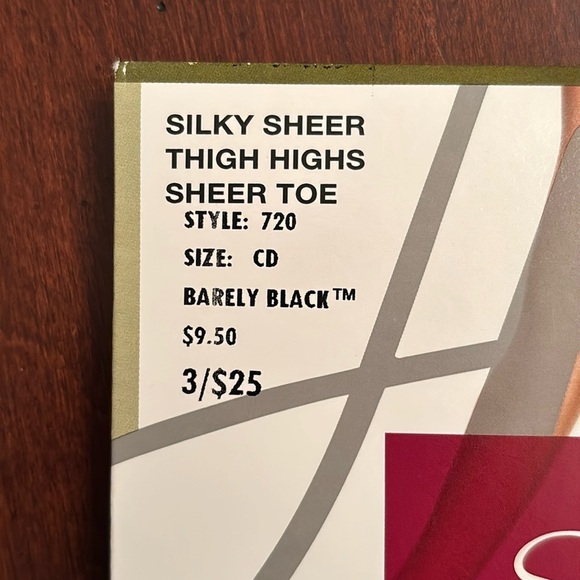 SILKY SHEER
THIGH HIGHS
SHEER TOE
STYLE: 720
SIZE: CD
BARELY BLACK™
$9.50
3/$25